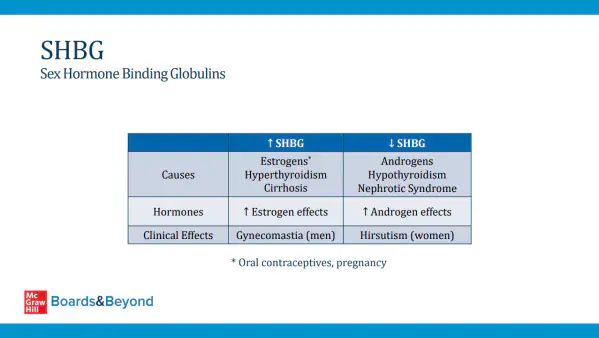 SHBG
Sex Hormone Binding Globulins
↑ SHBG ↓ SHBG
Causes
Estrogens*
Hyperthyroidism
Cirrhosis
Androgens
Hypothyroidism
Nephrotic Syndrome
Hormones ↑ Estrogen effects ↑ Androgen effects
Clinical Effects Gynecomastia (men) Hirsutism (women)
* Oral contraceptives, pregnancy
Mc
Graw
Hill
Boards&Beyond